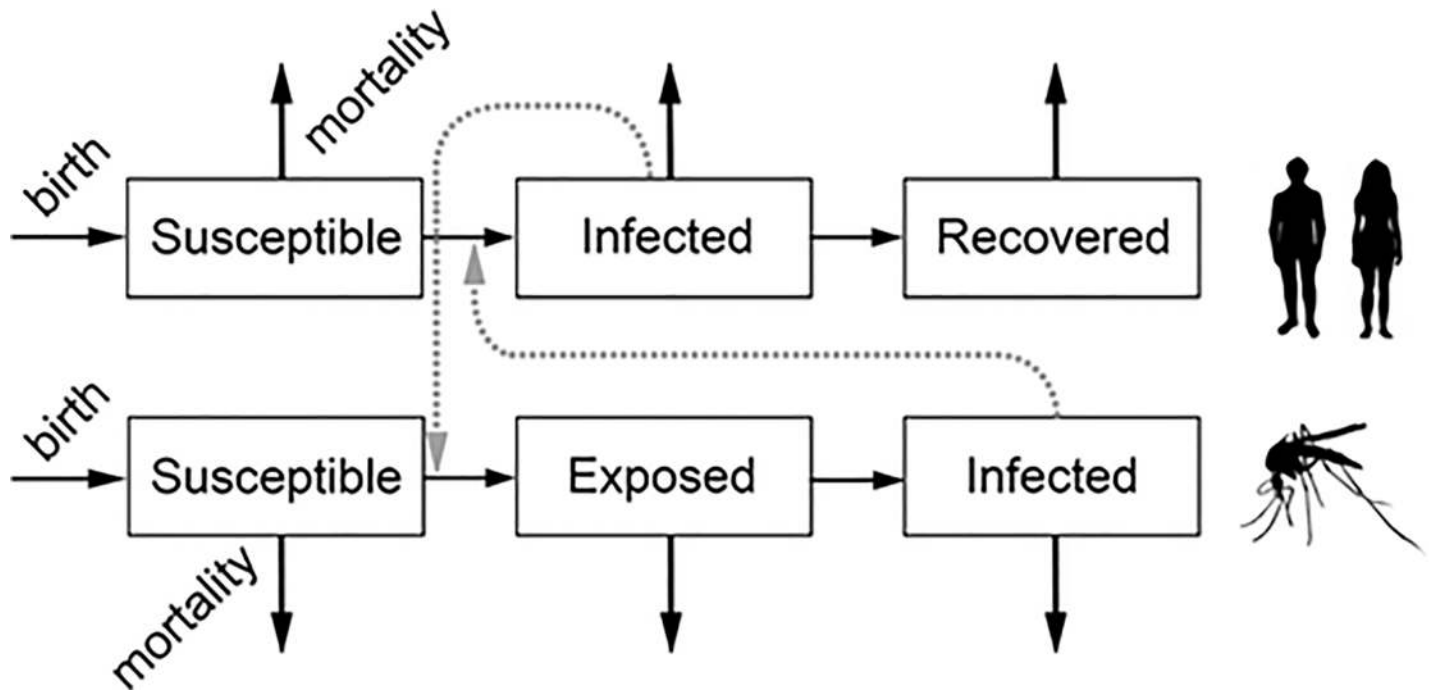 mortality
birth
Susceptible
Infected
Recovered
birth
Susceptible
Exposed
Infected
mortality